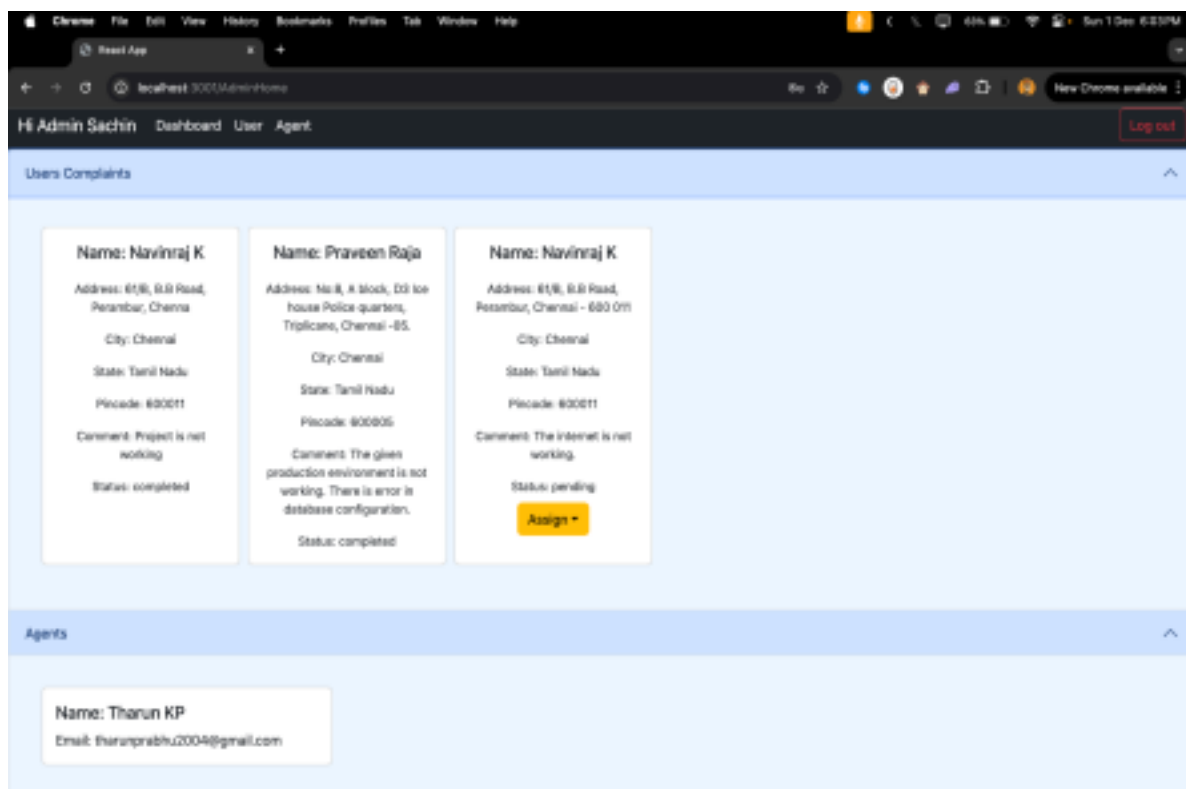 Chrome File Edit View History Bookmarks Profiles Tab Window Help
Sun 1 Dec
React App
localhost:3001/AdminHome
New Chrome available
Hi Admin Sachin Dashboard User Agent
Log out
Users Complaints
Name: Navinraj K
Address: 61/B, B.B Road,
Perambur, Chenna
City: Chennai
State: Tamil Nadu
Pincode: 600011
Comment: Project is not
working
Status: completed
Name: Praveen Raja
Address: No:8, A block, D3 Ice
house Police quarters,
Triplicane, Chennai -05.
City: Chennai
State: Tamil Nadu
Pincode: 600005
Comment: The given
production environment is not
working. There is error in
database configuration.
Status: completed
Name: Navinraj K
Address: 61/B, B.B Road,
Perambur, Chennai - 600 011
City: Chennai
State: Tamil Nadu
Pincode: 600011
Comment: The internet is not
working.
Status: pending
Assign
Agents
Name: Tharun KP
Email: tharunprabhu2004@gmail.com